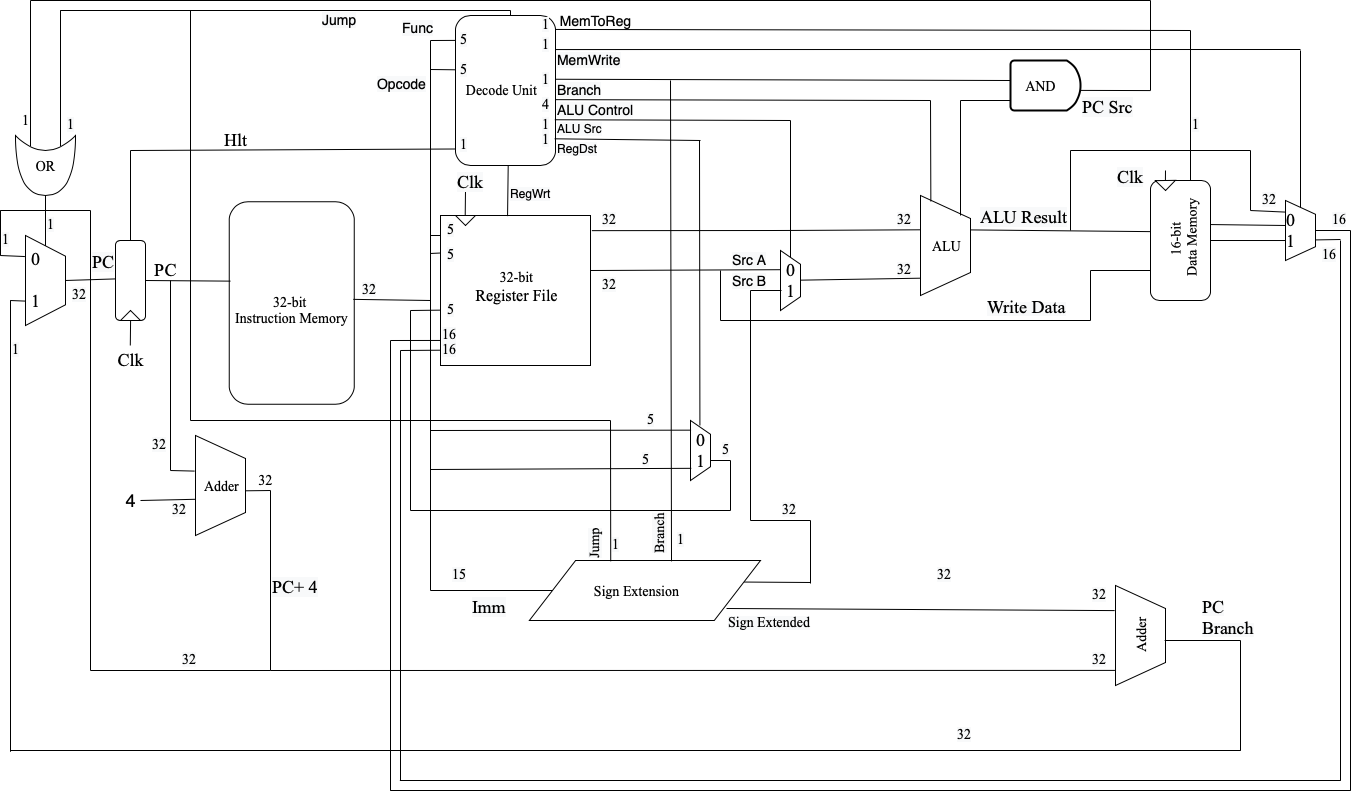 Jump
Func
1
MemToReg
5
1
MemWrite
Opcode
5
Decode Unit
1
Branch
4
ALU Control
AND
PC Src
1
1
1
ALU Src
1
Hlt
1
1
RegDst
OR
Clk
RegWrt
Clk
1
1
5
32
32
ALU Result
32
16
0
PC
PC
5
32-bit
Register File
Src A
0
ALU
16-bit
Data Memory
0
1
16
32
32
32
Src B
32
1
32-bit
Instruction Memory
1
5
Write Data
16
16
1
Clk
5
0
32
5
1
5
Adder
32
4
32
32
Jump
1
Branch
1
15
32
PC+ 4
Sign Extension
32
PC
Branch
Imm
Sign Extended
Adder
32
32
32